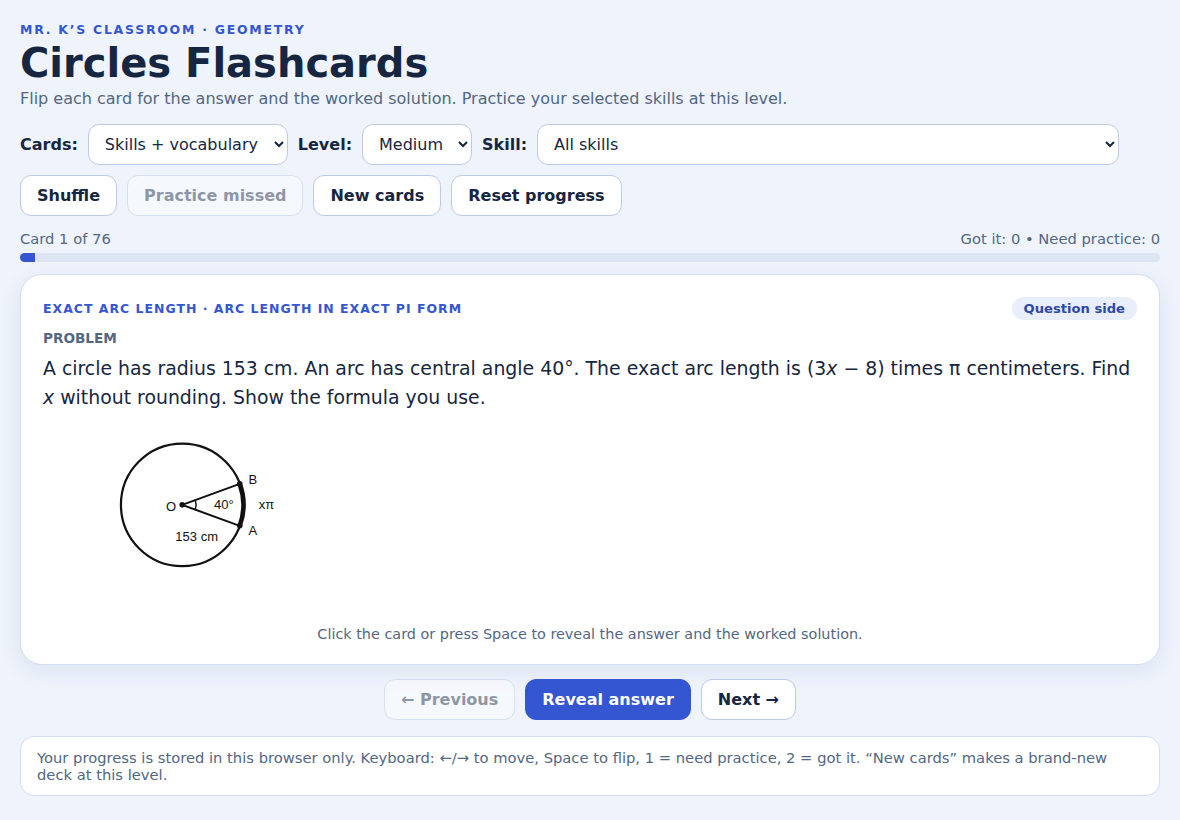 MR. K’S CLASSROOM · GEOMETRY
Circles Flashcards
Flip each card for the answer and the worked solution. Practice your selected skills at this level.
Cards: Skills + vocabulary Level: Medium Skill: All skills
Shuffle Practice missed New cards Reset progress
Card 1 of 76 Got it: 0 • Need practice: 0
EXACT ARC LENGTH · ARC LENGTH IN EXACT PI FORM Question side
PROBLEM
A circle has radius 153 cm. An arc has central angle 40°. The exact arc length is (3x − 8) times π centimeters. Find
x without rounding. Show the formula you use.
B
O 40° xπ
A
153 cm
Click the card or press Space to reveal the answer and the worked solution.
← Previous Reveal answer Next →
Your progress is stored in this browser only. Keyboard: ←/→ to move, Space to flip, 1 = need practice, 2 = got it. “New cards” makes a brand-new
deck at this level.